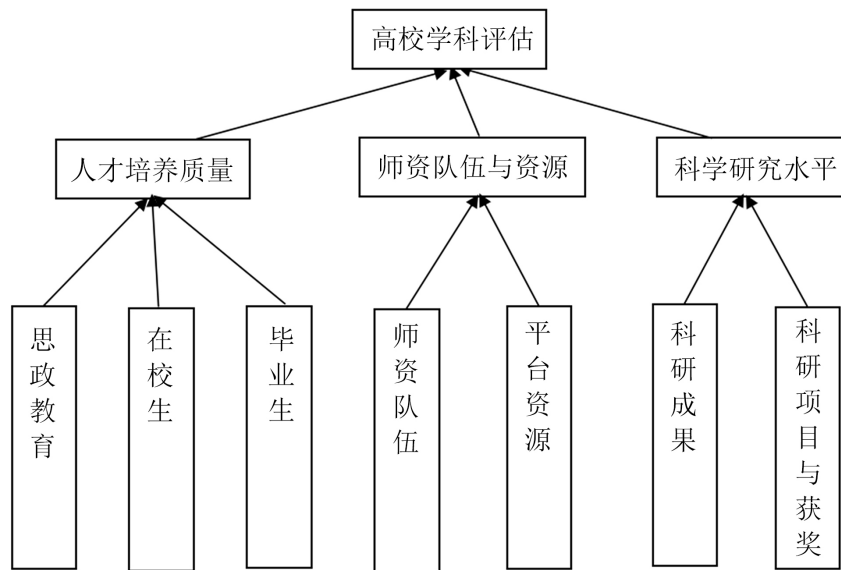 高校学科评估
人才培养质量
师资队伍与资源
科学研究水平
思政教育
在校生
毕业生
师资队伍
平台资源
科研成果
科研项目与获奖